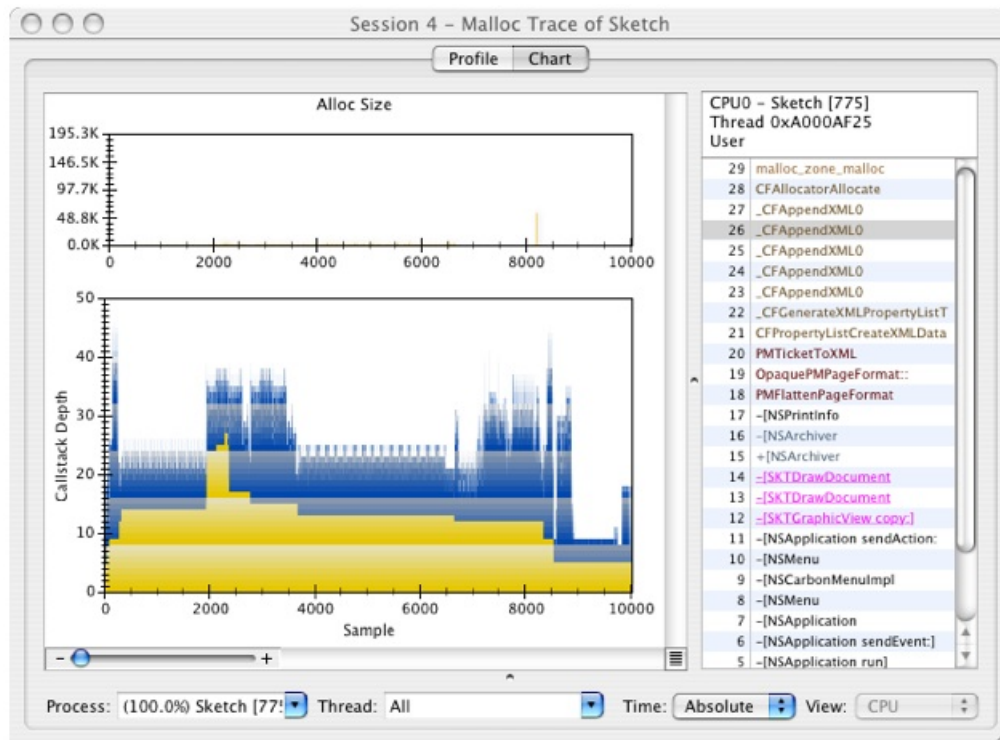 Session 4 – Malloc Trace of Sketch
Profile Chart
Alloc Size
195.3K
146.5K
97.7K
48.8K
0.0K
0 2000 4000 6000 8000 10000
50
40
30
20
10
0
Callstack Depth
0 2000 4000 6000 8000 10000
Sample
- +
CPU0 – Sketch [775]
Thread 0xA000AF25
User
29 malloc_zone_malloc
28 CFAllocatorAllocate
27 _CFAppendXML0
26 _CFAppendXML0
25 _CFAppendXML0
24 _CFAppendXML0
23 _CFAppendXML0
22 _CFGenerateXMLPropertyListT
21 CFPropertyListCreateXMLData
20 PMTicketToXML
19 OpaquePMPageFormat::
18 PMFlattenPageFormat
17 -[NSPrintInfo
16 -[NSArchiver
15 +[NSArchiver
14 -[SKTDrawDocument
13 -[SKTDrawDocument
12 -[SKTGraphicView copy:]
11 -[NSApplication sendAction:
10 -[NSMenu
9 -[NSCarbonMenuImpl
8 -[NSMenu
7 -[NSApplication
6 -[NSApplication sendEvent:]
5 -[NSApplication run]
Process: (100.0%) Sketch [77! Thread: All Time: Absolute View: CPU